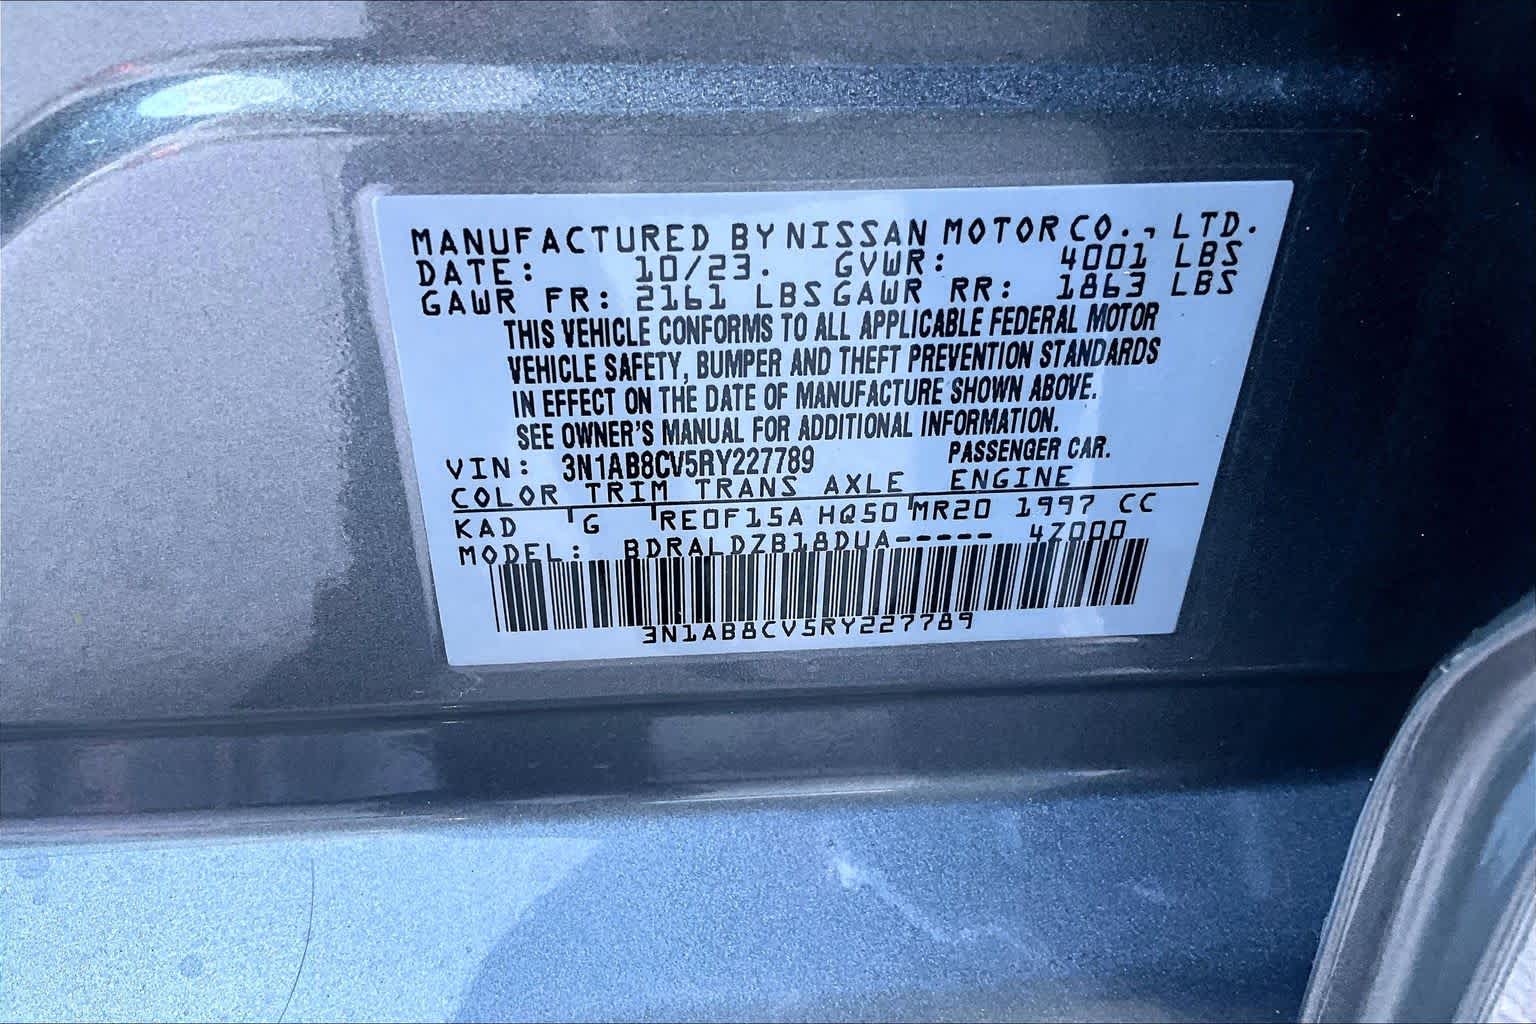 MANUFACTURED BY NISSAN MOTOR CO., LTD.
DATE: 10/23. GVWR: 4001 LBS
GAWR FR: 2161 LBS GAWR RR: 1863 LBS
THIS VEHICLE CONFORMS TO ALL APPLICABLE FEDERAL MOTOR
VEHICLE SAFETY, BUMPER AND THEFT PREVENTION STANDARDS
IN EFFECT ON THE DATE OF MANUFACTURE SHOWN ABOVE.
SEE OWNER'S MANUAL FOR ADDITIONAL INFORMATION.
VIN: 3N1AB8CV5RY227789 PASSENGER CAR.
COLOR TRIM TRANS AXLE ENGINE
KAD G RE0F15A HQ50 MR20 1997 CC
MODEL: BDRALDZB18DUA----- 4Z000
3N1AB8CV5RY227789